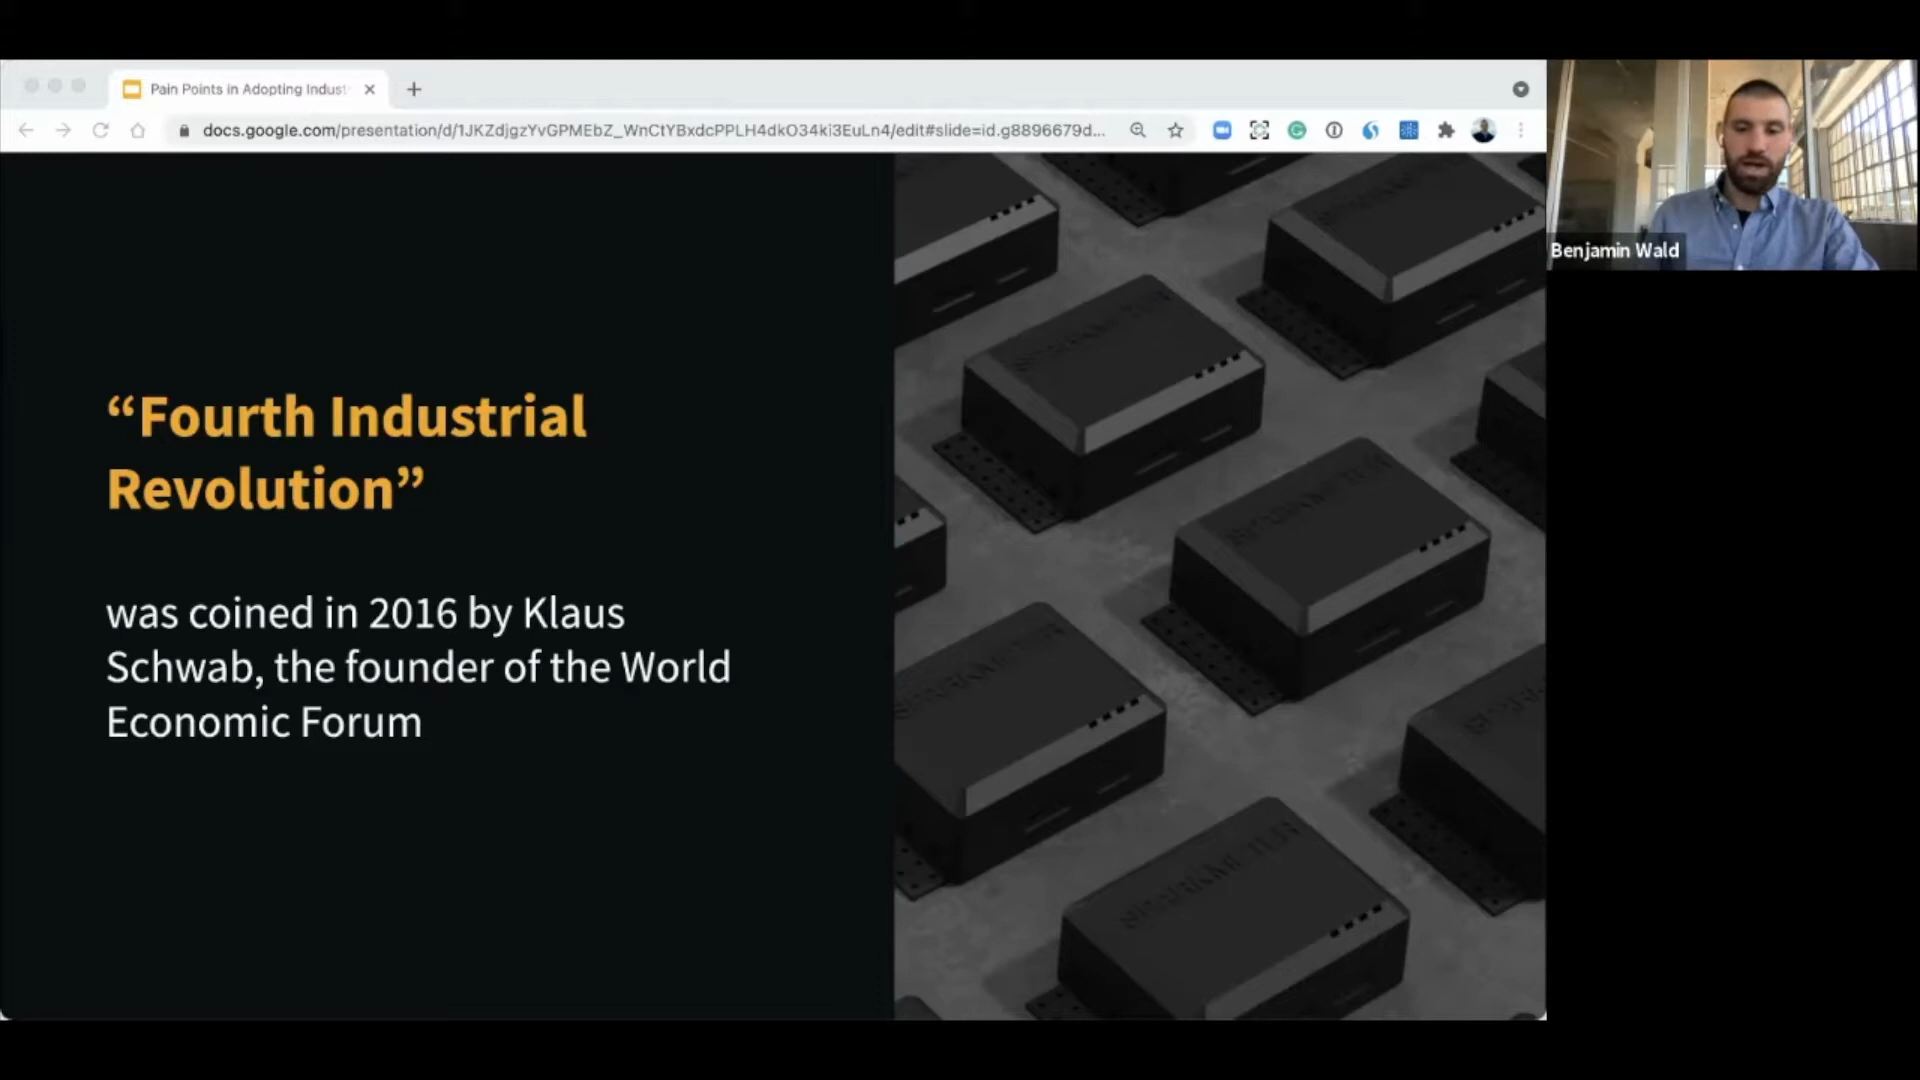 Pain Points in Adopting Indust
docs.google.com/presentation/d/1JKZdjgzYvGPMEbZ_WnCtYBxdcPPLH4dkO34ki3EuLn4/edit#slide=id.g8896679d...
Benjamin Wald
“Fourth Industrial
Revolution”
was coined in 2016 by Klaus
Schwab, the founder of the World
Economic Forum